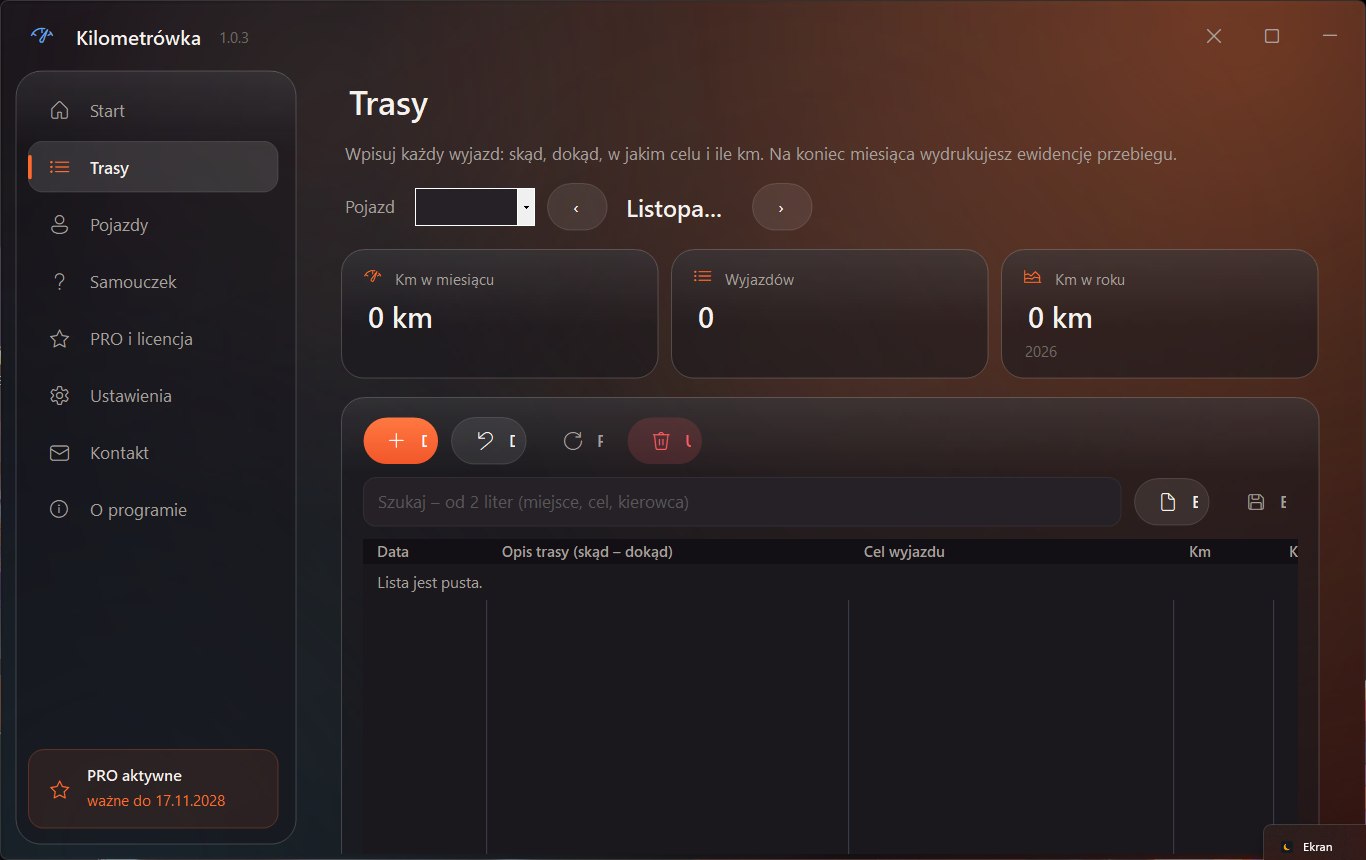 Kilometrówka 1.0.3
Start
Trasy
Pojazdy
Samouczek
PRO i licencja
Ustawienia
Kontakt
O programie
PRO aktywne
ważne do 17.11.2028
Trasy
Wpisuj każdy wyjazd: skąd, dokąd, w jakim celu i ile km. Na koniec miesiąca wydrukujesz ewidencję przebiegu.
Pojazd ‹ Listopa... ›
Km w miesiącu
0 km
Wyjazdów
0
Km w roku
0 km
2026
Szukaj – od 2 liter (miejsce, cel, kierowca)
Data Opis trasy (skąd – dokąd) Cel wyjazdu Km K
Lista jest pusta.
Ekran